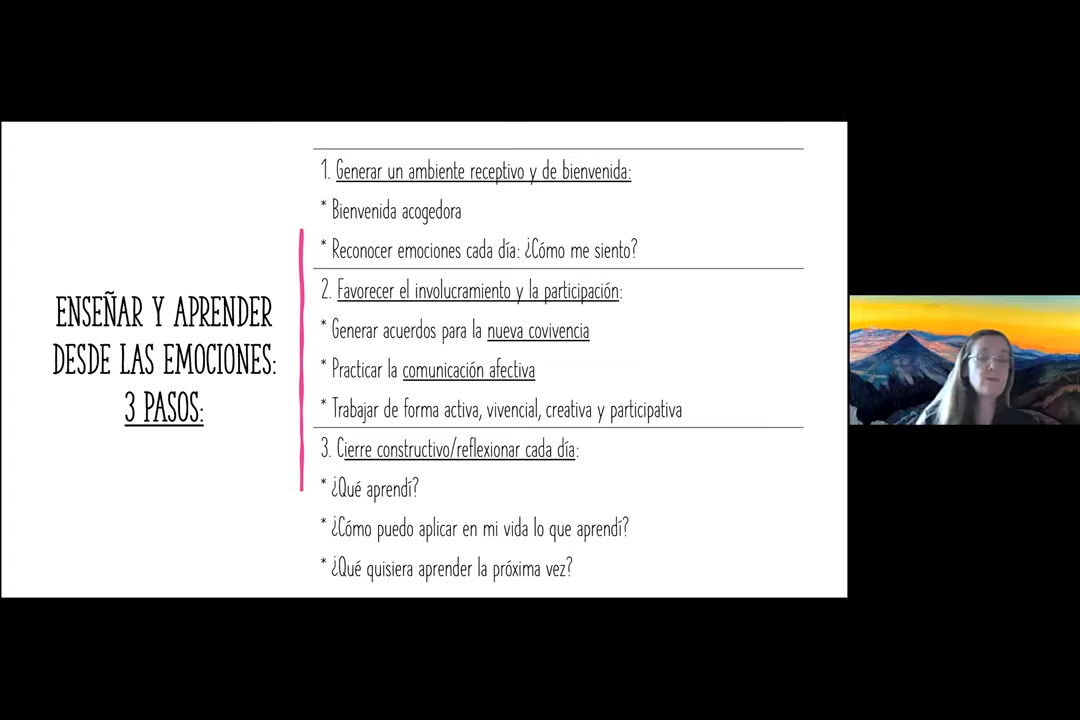 ENSEÑAR Y APRENDER
DESDE LAS EMOCIONES:
3 PASOS:
1. Generar un ambiente receptivo y de bienvenida:
* Bienvenida acogedora
* Reconocer emociones cada día: ¿Cómo me siento?
2. Favorecer el involucramiento y la participación:
* Generar acuerdos para la nueva covivencia
* Practicar la comunicación afectiva
* Trabajar de forma activa, vivencial, creativa y participativa
3. Cierre constructivo/reflexionar cada día:
* ¿Qué aprendí?
* ¿Cómo puedo aplicar en mi vida lo que aprendí?
* ¿Qué quisiera aprender la próxima vez?